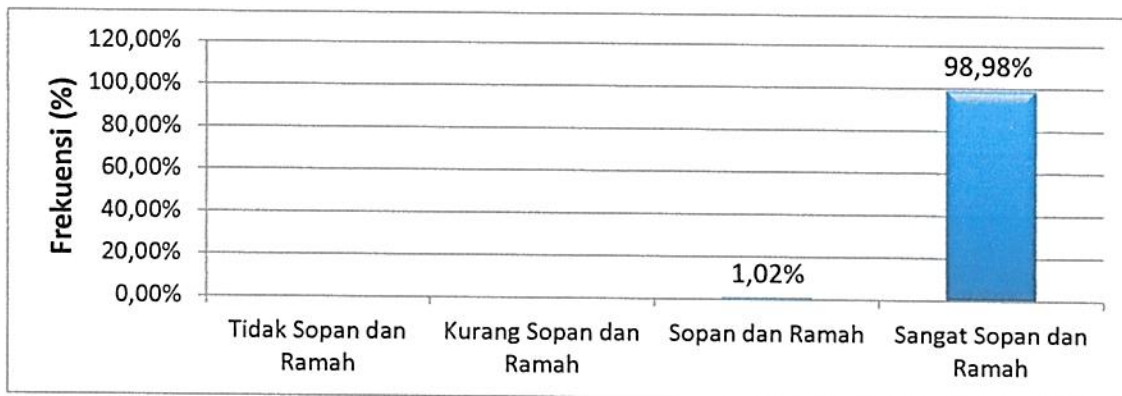 Frekuensi (%)
120,00%
100,00%
80,00%
60,00%
40,00%
20,00%
0,00%
1,02%
98,98%
Tidak Sopan dan
Ramah
Kurang Sopan dan
Ramah
Sopan dan Ramah
Sangat Sopan dan
Ramah